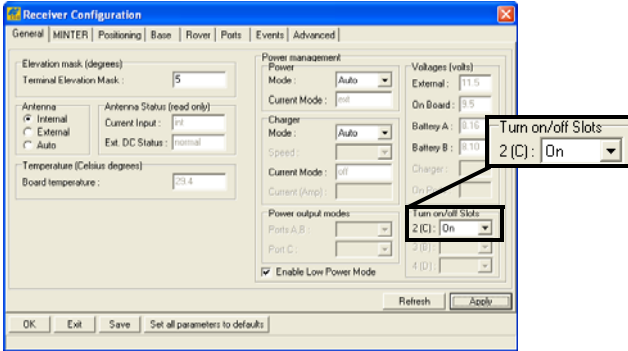 Receiver Configuration
General MINTER Positioning Base Rover Ports Events Advanced
Elevation mask (degrees)
Terminal Elevation Mask : 5
Antenna
Internal
External
Auto
Antenna Status (read only)
Current Input : int
Ext. DC Status : normal
Temperature (Celsius degrees)
Board temperature : 29.4
Power management
Power
Mode : Auto
Current Mode : ext
Charger
Mode : Auto
Speed :
Current Mode : off
Current (Amp) :
Power output modes
Ports A,B :
Port C :
Enable Low Power Mode
Voltages (volts)
External : 11.5
On Board : 9.5
Battery A : 8.16
Battery B : 8.10
Charger :
Turn on/off Slots
2 (C) : On
3 (D) :
4 (D) :
Turn on/off Slots
2 (C) : On
Refresh Apply
OK Exit Save Set all parameters to defaults